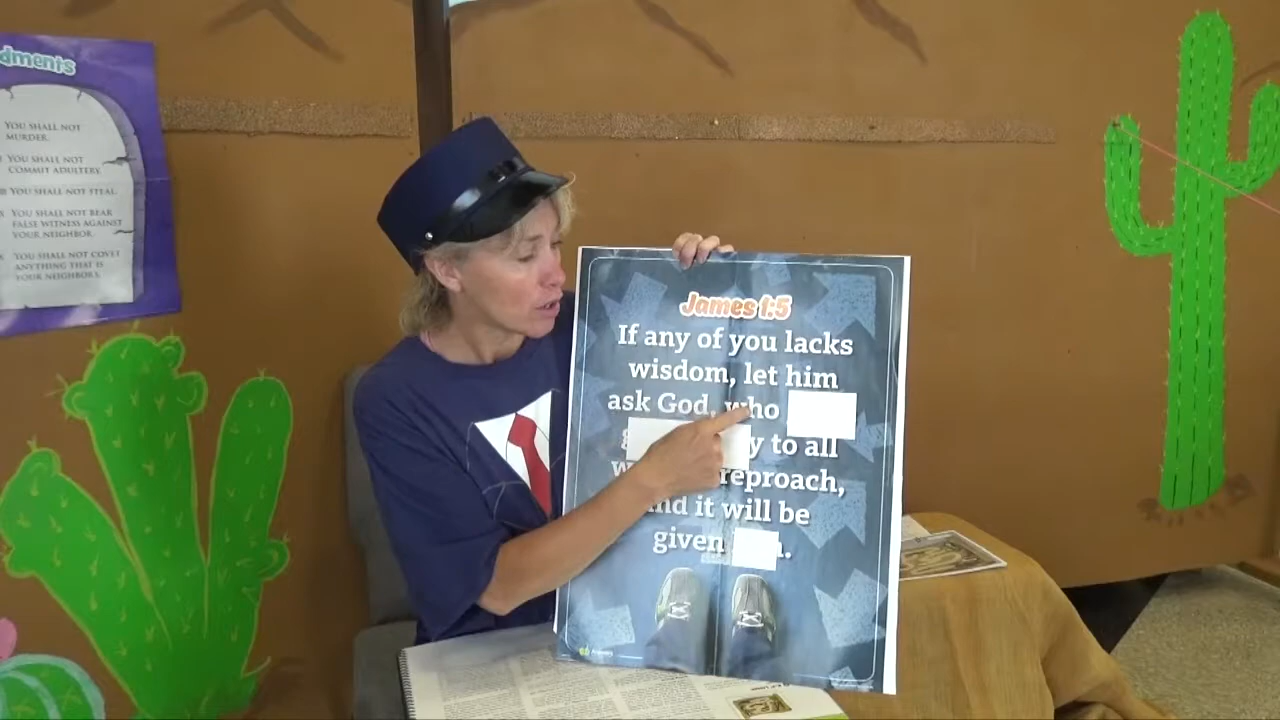 dments
YOU SHALL NOT
MURDER.
YOU SHALL NOT
COMMIT ADULTERY.
YOU SHALL NOT STEAL.
YOU SHALL NOT BEAR
FALSE WITNESS AGAINST
YOUR NEIGHBOR.
YOU SHALL NOT COVET
ANYTHING THAT IS
YOUR NEIGHBOR'S.
James 1:5
If any of you lacks
wisdom, let him
ask God, who
y to all
reproach,
nd it will be
given